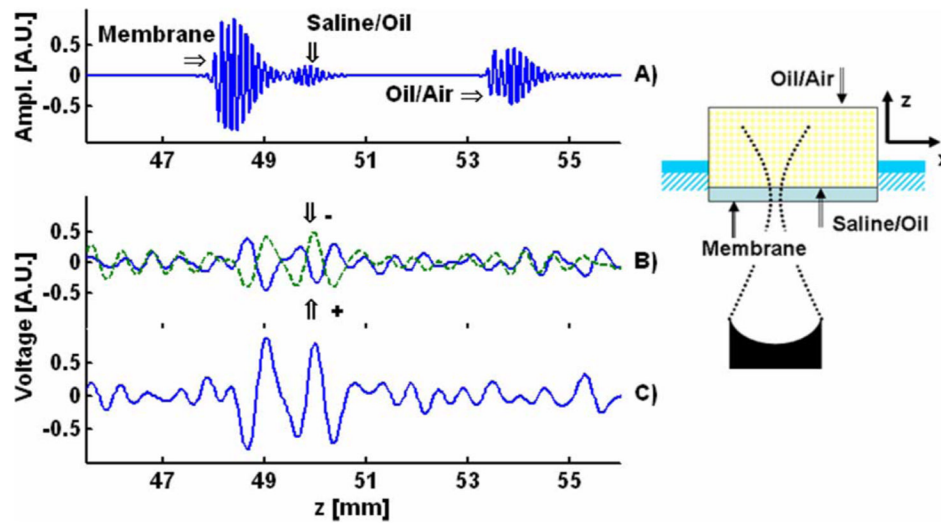 Ampl. [A.U.]
0.5
0
-0.5
Membrane ⇒
Saline/Oil
⇓
Oil/Air ⇒
A)
47 49 51 53 55
Voltage [A.U.]
0.5
0
-0.5
⇓ -
⇑ +
B)
0.5
0
-0.5
C)
47 49 51 53 55
z [mm]
Oil/Air
z
x
Saline/Oil
Membrane